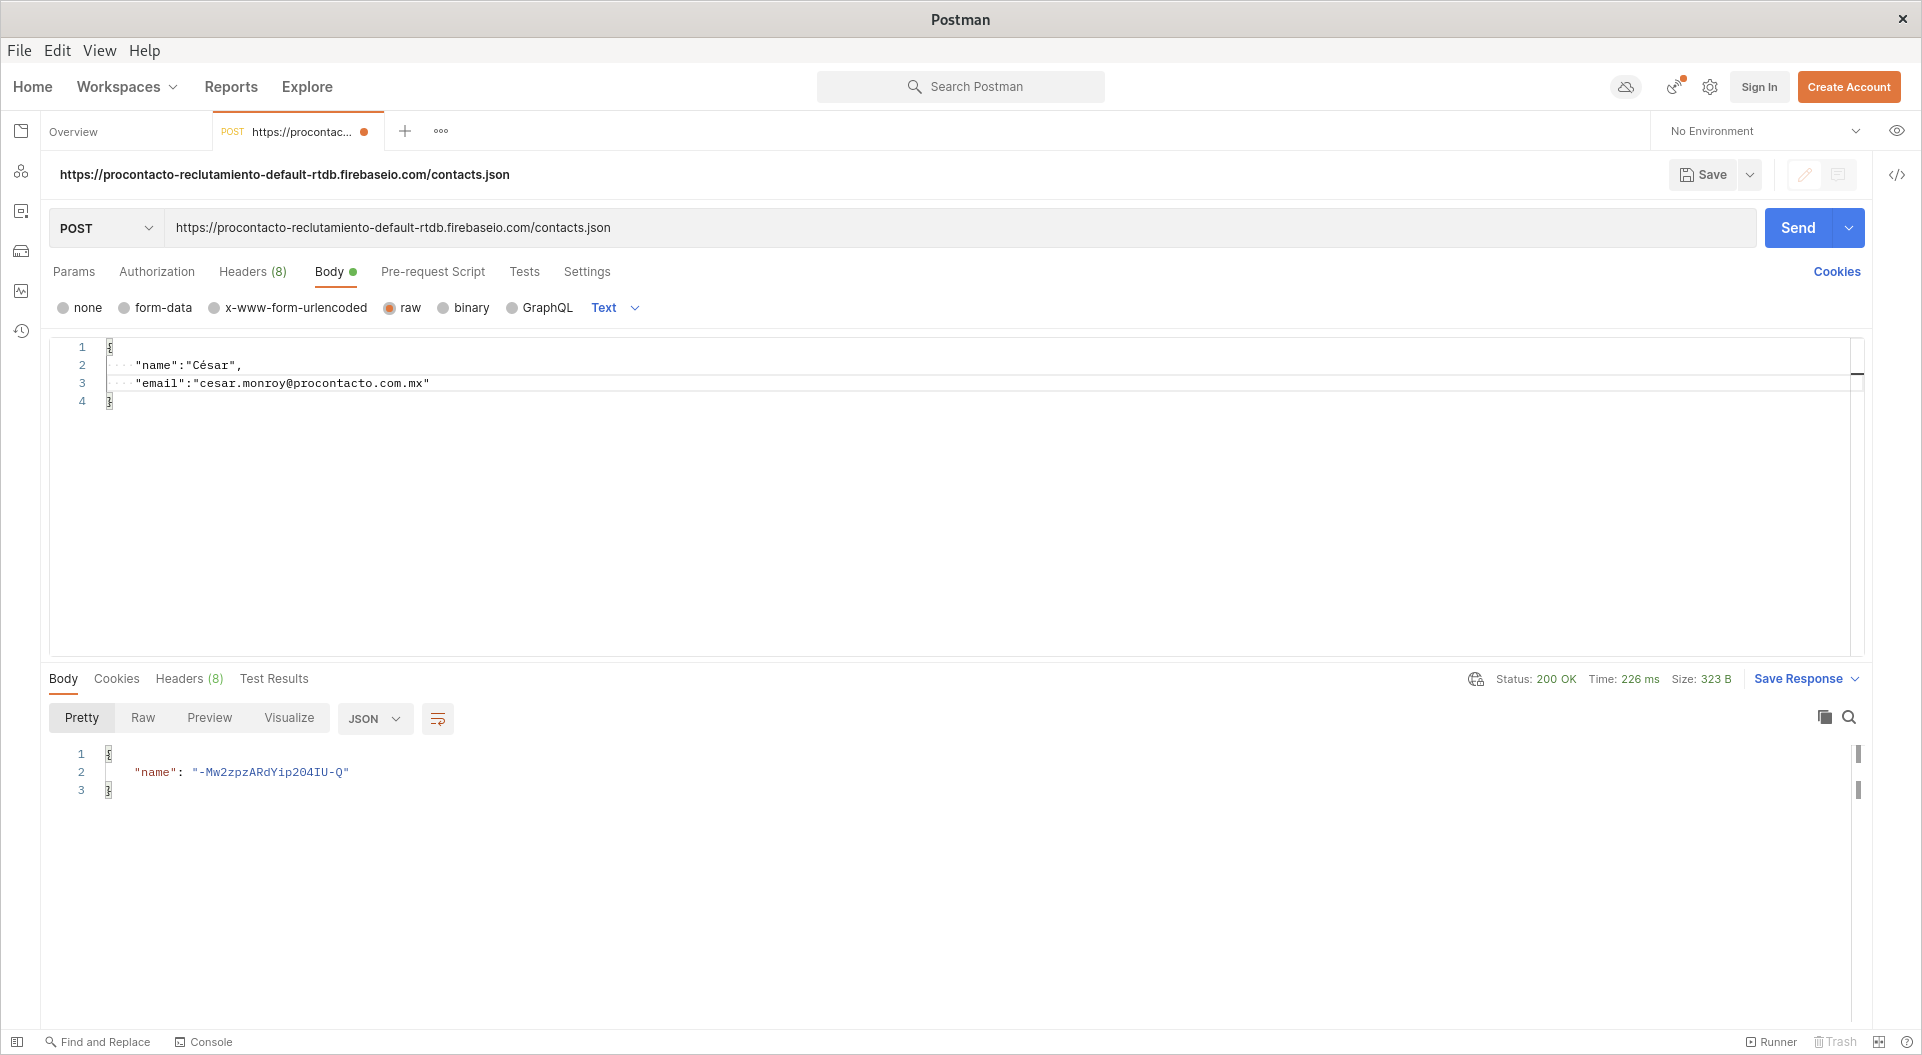 Postman
File Edit View Help
Home Workspaces Reports Explore Search Postman Sign In Create Account
Overview POST https://procontac... No Environment
https://procontacto-reclutamiento-default-rtdb.firebaseio.com/contacts.json Save
POST https://procontacto-reclutamiento-default-rtdb.firebaseio.com/contacts.json Send
Params Authorization Headers (8) Body Pre-request Script Tests Settings Cookies
none form-data x-www-form-urlencoded raw binary GraphQL Text
1 {
2 "name":"César",
3 "email":"cesar.monroy@procontacto.com.mx"
4 }
Body Cookies Headers (8) Test Results Status: 200 OK Time: 226 ms Size: 323 B Save Response
Pretty Raw Preview Visualize JSON
1 {
2 "name": "-Mw2zpzARdYip204IU-Q"
3 }
Find and Replace Console Runner Trash